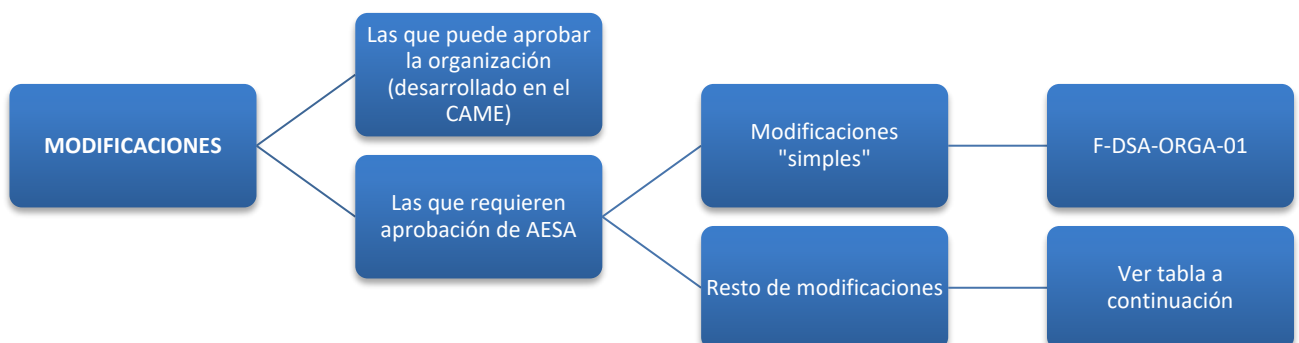 MODIFICACIONES
Las que puede aprobar
la organización
(desarrollado en el
CAME)
Las que requieren
aprobación de AESA
Modificaciones
"simples"
F-DSA-ORGA-01
Resto de modificaciones
Ver tabla a
continuación